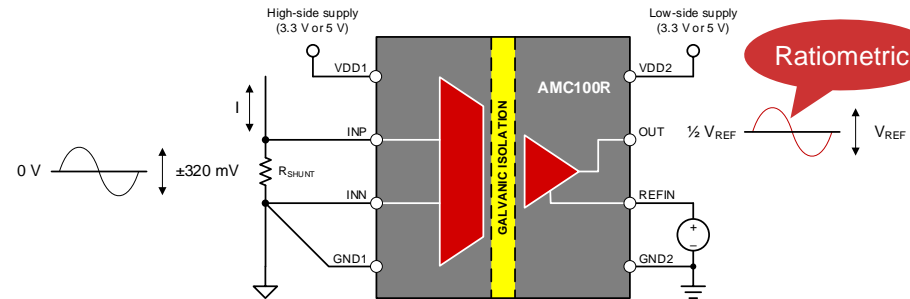 High-side supply
(3.3 V or 5 V)
Low-side supply
(3.3 V or 5 V)
Ratiometric
VDD1
VDD2
AMC100R
I
INP
OUT
½ VREF
VREF
0 V
±320 mV
RSHUNT
GALVANIC ISOLATION
INN
REFIN
+
–
GND1
GND2